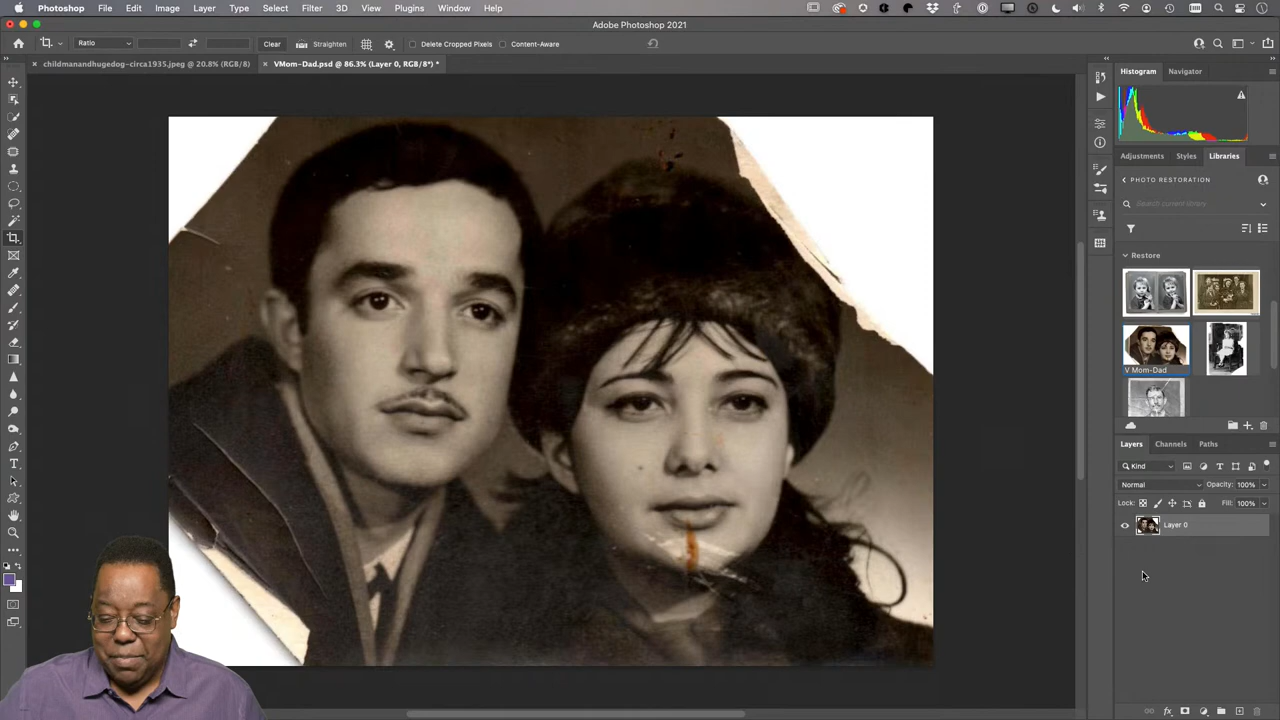 Photoshop File Edit Image Layer Type Select Filter 3D View Plugins Window Help
Adobe Photoshop 2021
Ratio Clear Straighten Delete Cropped Pixels Content-Aware
childmanandhugedog-circa1935.jpeg @ 20.8% (RGB/8) VMom-Dad.psd @ 86.3% (Layer 0, RGB/8*) *
Histogram Navigator
Adjustments Styles Libraries
PHOTO RESTORATION
Search current library
Restore
V Mom-Dad
Layers Channels Paths
Kind
Normal Opacity: 100%
Lock: Fill: 100%
Layer 0